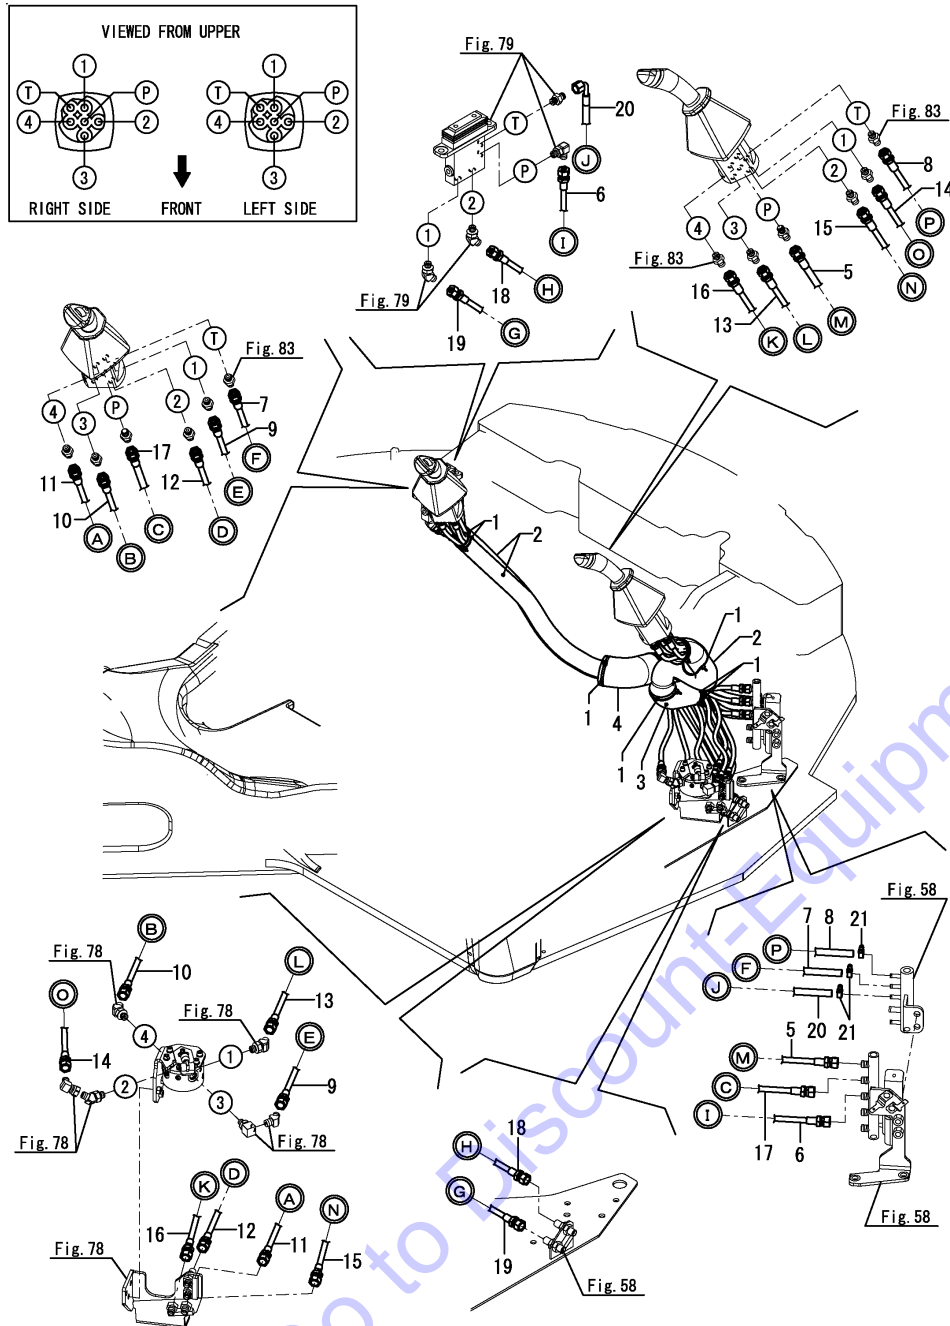 VIEWED FROM UPPER
1 1
T P T P
4 2 4 2
3 3
RIGHT SIDE FRONT LEFT SIDE
Fig. 79
T
20
J
P
6
I
2
1
18
H
Fig. 79
19
G
T
Fig. 83
1
8
2
14
P
P
15
O
4
3
N
Fig. 83
5
16
13
M
K
L
T
Fig. 83
1
4
2
7
3
P
9
17
F
11
12
10
E
A
B
C
D
1
2
1
2
1
1
4
1
3
B
Fig. 78
10
O
L
13
Fig. 78
4
1
E
14
2
3
9
Fig. 78
Fig. 78
K
D
A
N
16
12
11
15
Fig. 78
H
18
G
19
Fig. 58
Fig. 58
7 8 21
P
F
J
20 21
5
M
C
I
17 6
Fig. 58
Go to Discount-Equipm